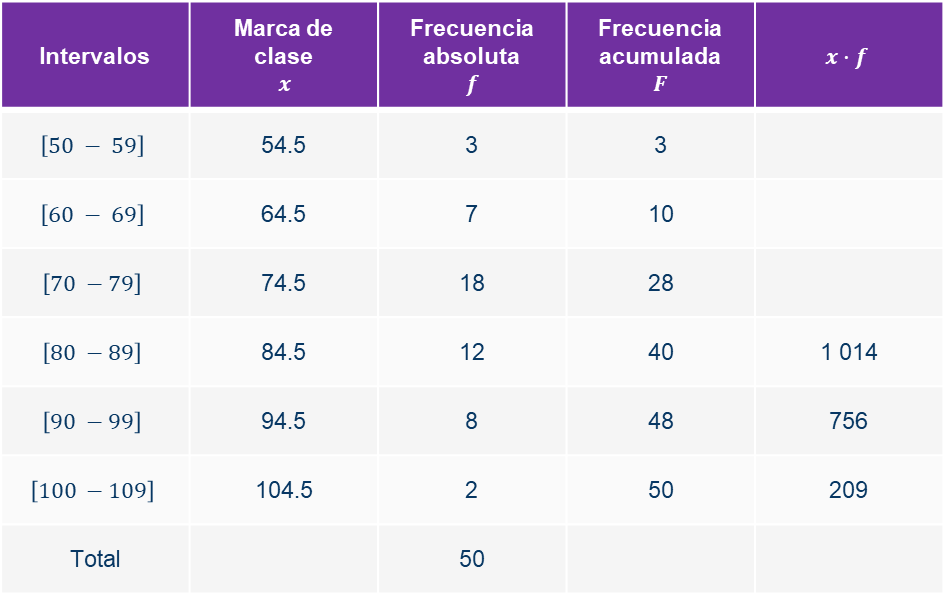 Intervalos Marca de clase x Frecuencia absoluta f Frecuencia acumulada F x · f
[50 − 59] 54.5 3 3
[60 − 69] 64.5 7 10
[70 − 79] 74.5 18 28
[80 − 89] 84.5 12 40 1 014
[90 − 99] 94.5 8 48 756
[100 − 109] 104.5 2 50 209
Total 50